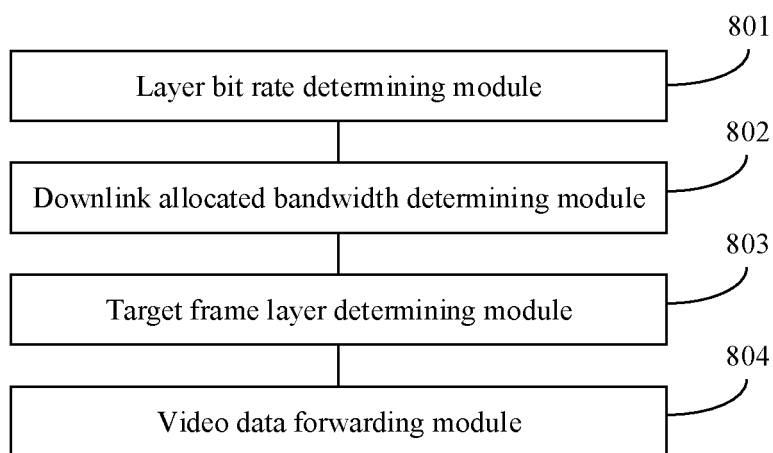 801
Layer bit rate determining module
802
Downlink allocated bandwidth determining module
803
Target frame layer determining module
804
Video data forwarding module